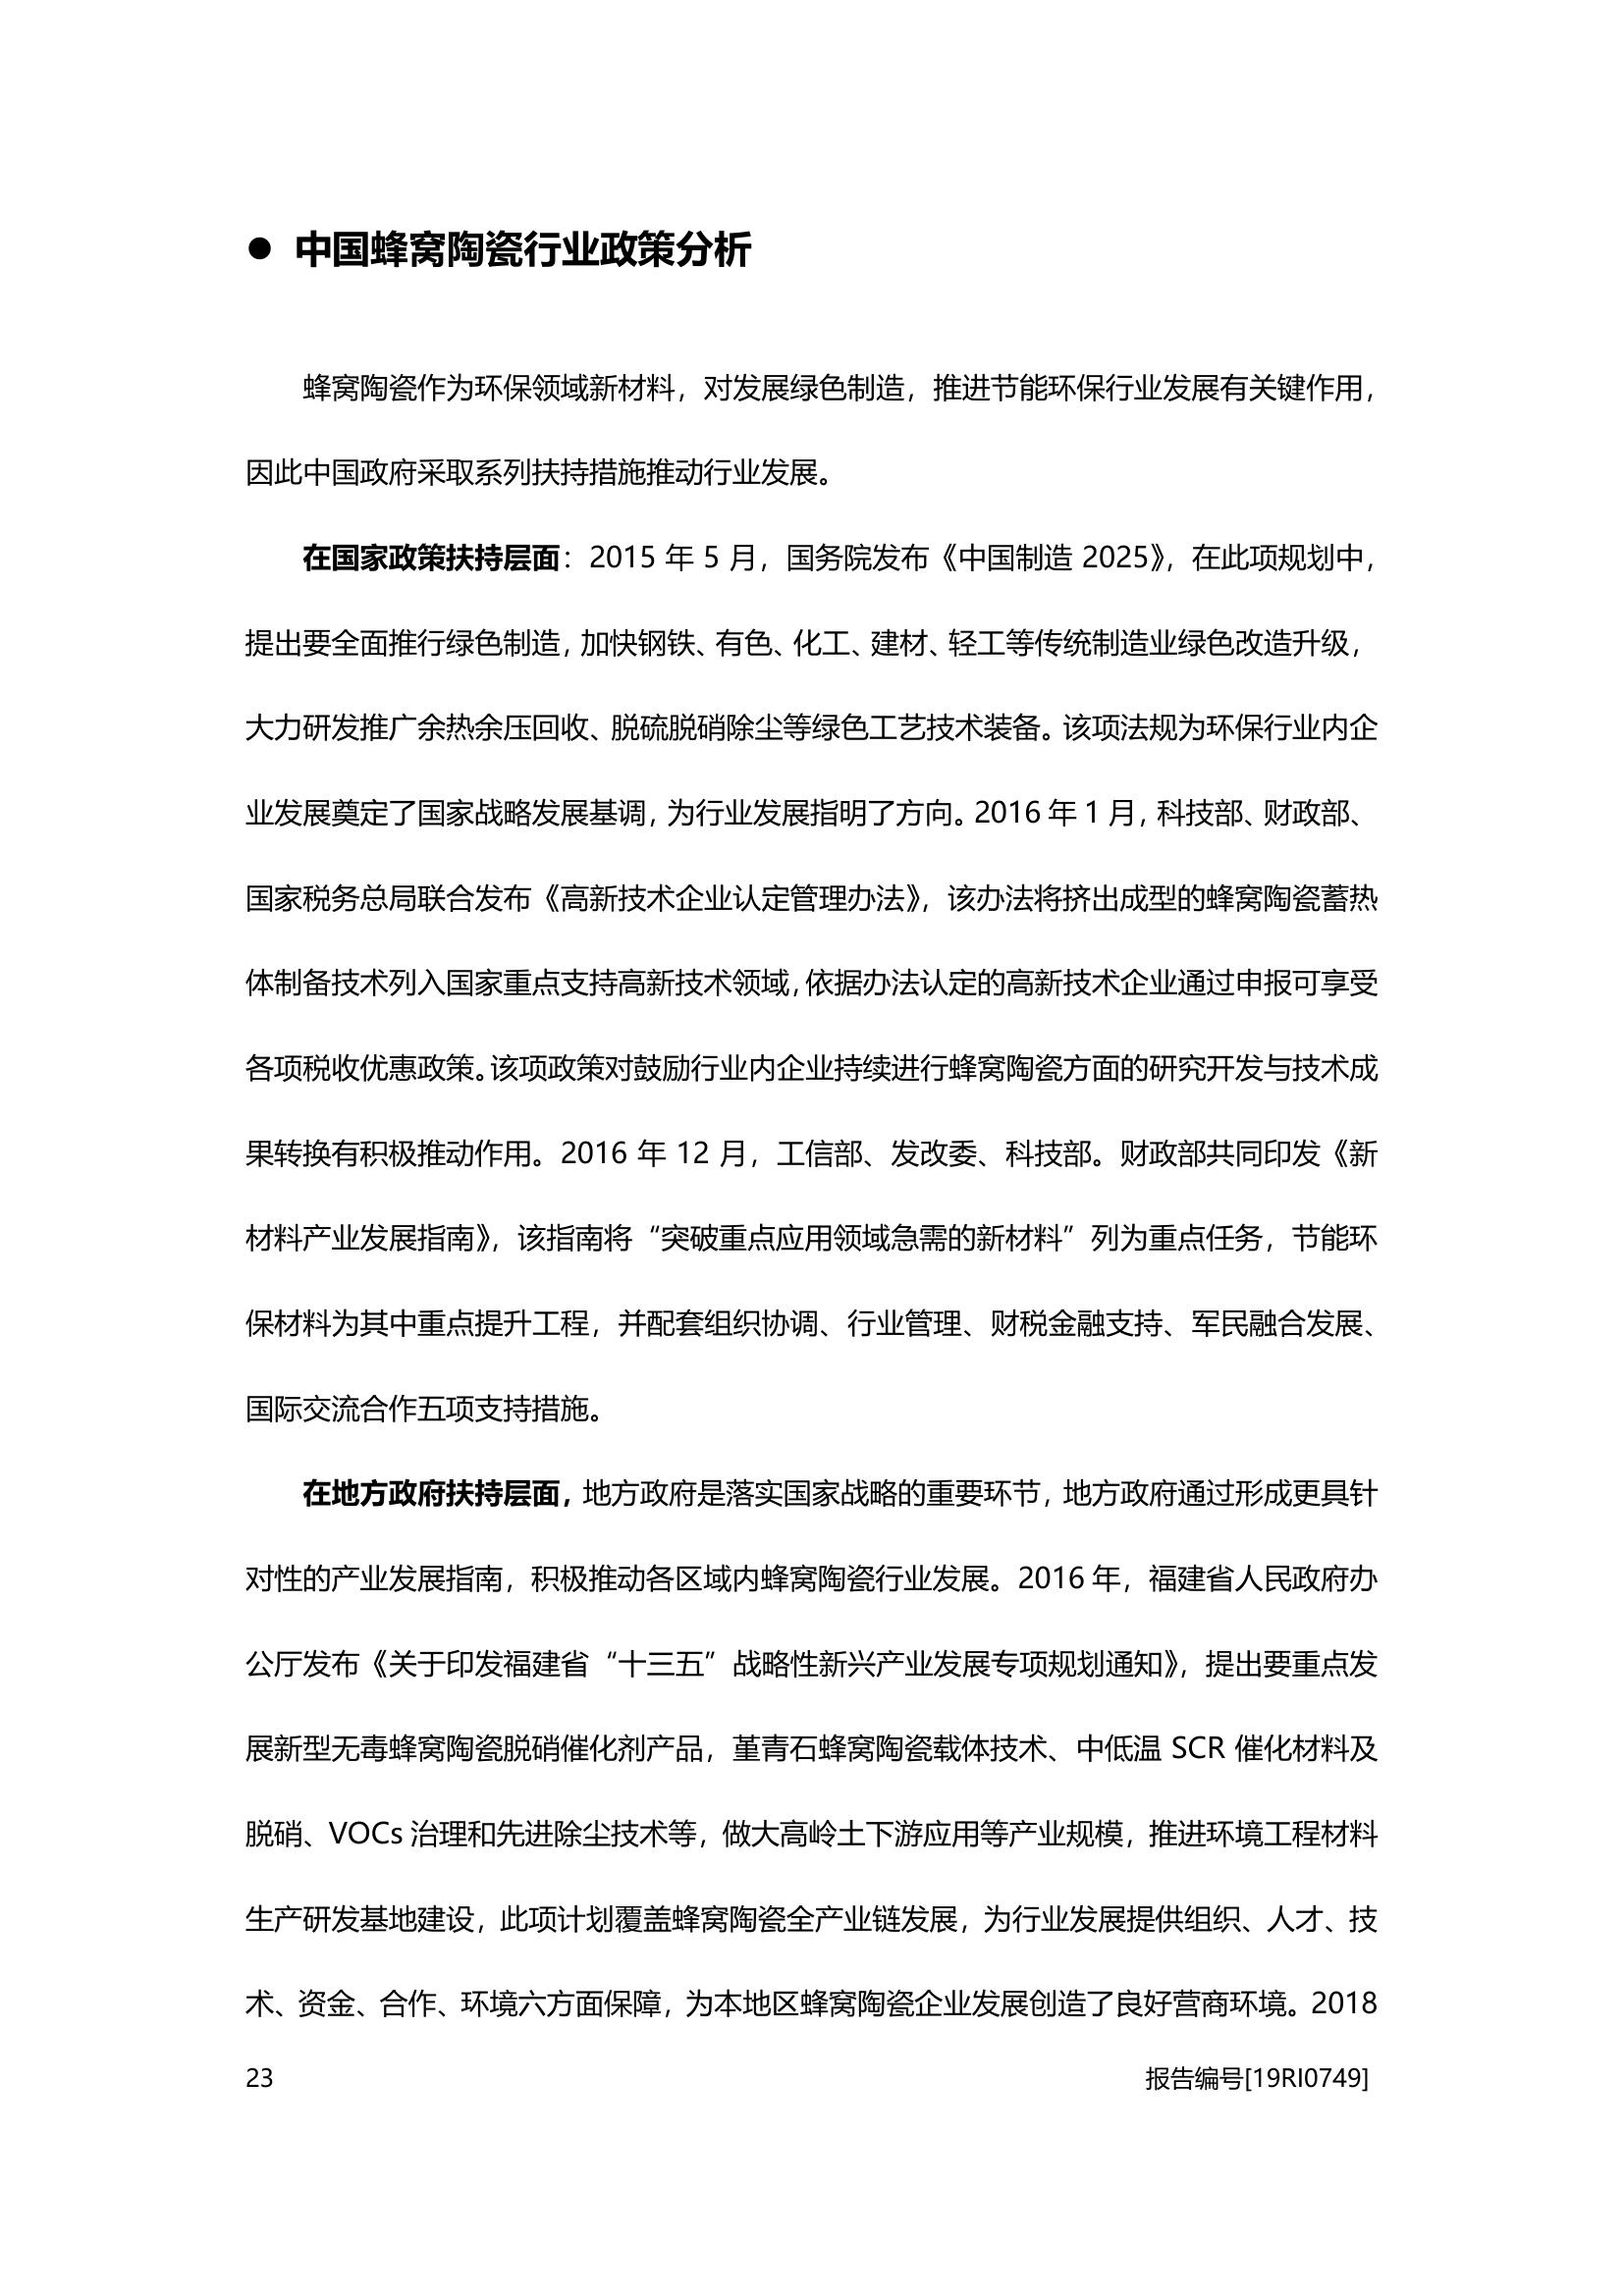 ● 中国蜂窝陶瓷行业政策分析
蜂窝陶瓷作为环保领域新材料，对发展绿色制造，推进节能环保行业发展有关键作用，
因此中国政府采取系列扶持措施推动行业发展。
在国家政策扶持层面：2015 年 5 月，国务院发布《中国制造 2025》，在此项规划中，
提出要全面推行绿色制造，加快钢铁、有色、化工、建材、轻工等传统制造业绿色改造升级，
大力研发推广余热余压回收、脱硫脱硝除尘等绿色工艺技术装备。该项法规为环保行业内企
业发展奠定了国家战略发展基调，为行业发展指明了方向。2016 年 1 月，科技部、财政部、
国家税务总局联合发布《高新技术企业认定管理办法》，该办法将挤出成型的蜂窝陶瓷蓄热
体制备技术列入国家重点支持高新技术领域，依据办法认定的高新技术企业通过申报可享受
各项税收优惠政策。该项政策对鼓励行业内企业持续进行蜂窝陶瓷方面的研究开发与技术成
果转换有积极推动作用。2016 年 12 月，工信部、发改委、科技部。财政部共同印发《新
材料产业发展指南》，该指南将“突破重点应用领域急需的新材料”列为重点任务，节能环
保材料为其中重点提升工程，并配套组织协调、行业管理、财税金融支持、军民融合发展、
国际交流合作五项支持措施。
在地方政府扶持层面，地方政府是落实国家战略的重要环节，地方政府通过形成更具针
对性的产业发展指南，积极推动各区域内蜂窝陶瓷行业发展。2016 年，福建省人民政府办
公厅发布《关于印发福建省“十三五”战略性新兴产业发展专项规划通知》，提出要重点发
展新型无毒蜂窝陶瓷脱硝催化剂产品，堇青石蜂窝陶瓷载体技术、中低温 SCR 催化材料及
脱硝、VOCs 治理和先进除尘技术等，做大高岭土下游应用等产业规模，推进环境工程材料
生产研发基地建设，此项计划覆盖蜂窝陶瓷全产业链发展，为行业发展提供组织、人才、技
术、资金、合作、环境六方面保障，为本地区蜂窝陶瓷企业发展创造了良好营商环境。2018
23 报告编号[19RI0749]